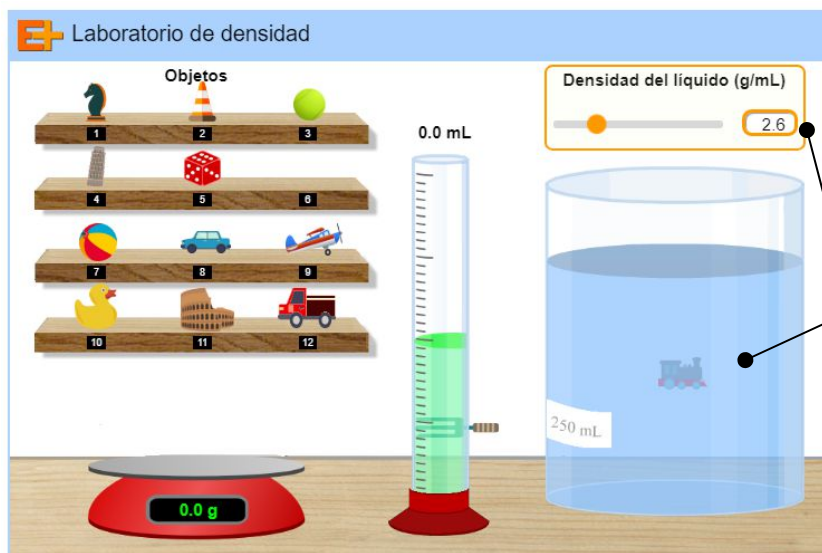 E+ Laboratorio de densidad
Objetos
1 2 3
4 5 6
7 8 9
10 11 12
0.0 g
0.0 mL
Densidad del líquido (g/mL)
2.6
250 mL